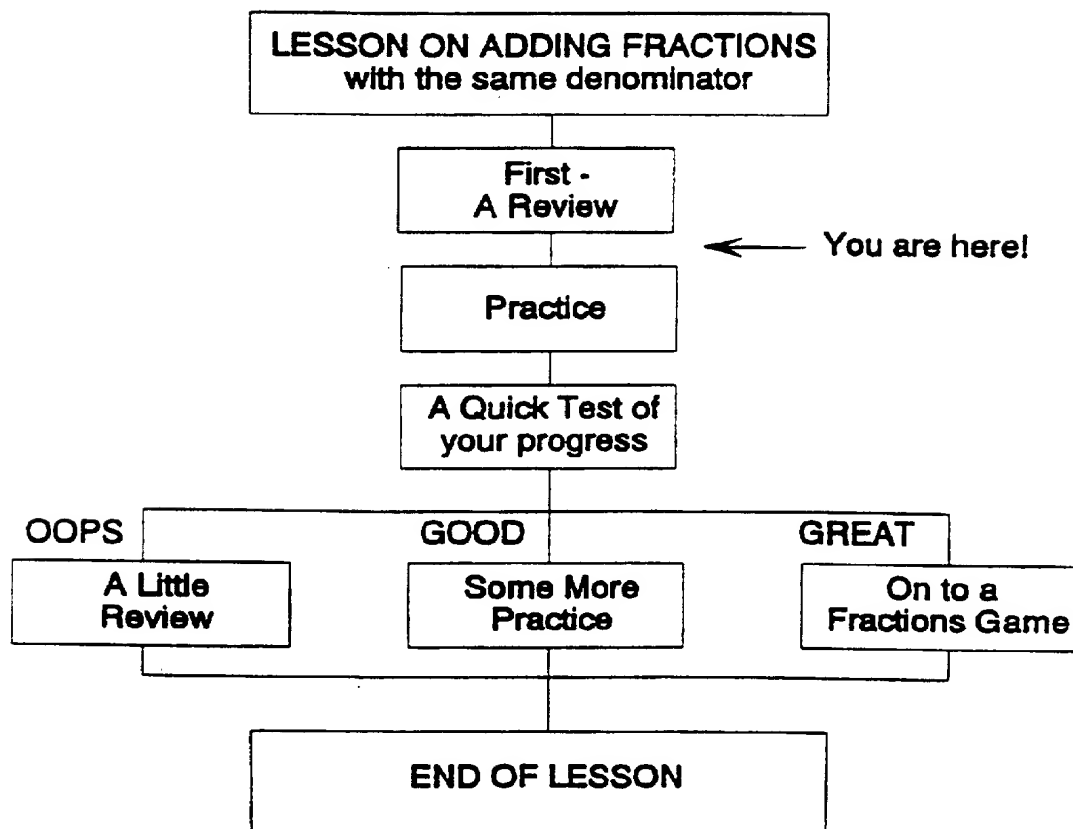 LESSON ON ADDING FRACTIONS
with the same denominator
First -
A Review
You are here!
Practice
A Quick Test of
your progress
OOPS
GOOD
GREAT
A Little
Review
Some More
Practice
On to a
Fractions Game
END OF LESSON